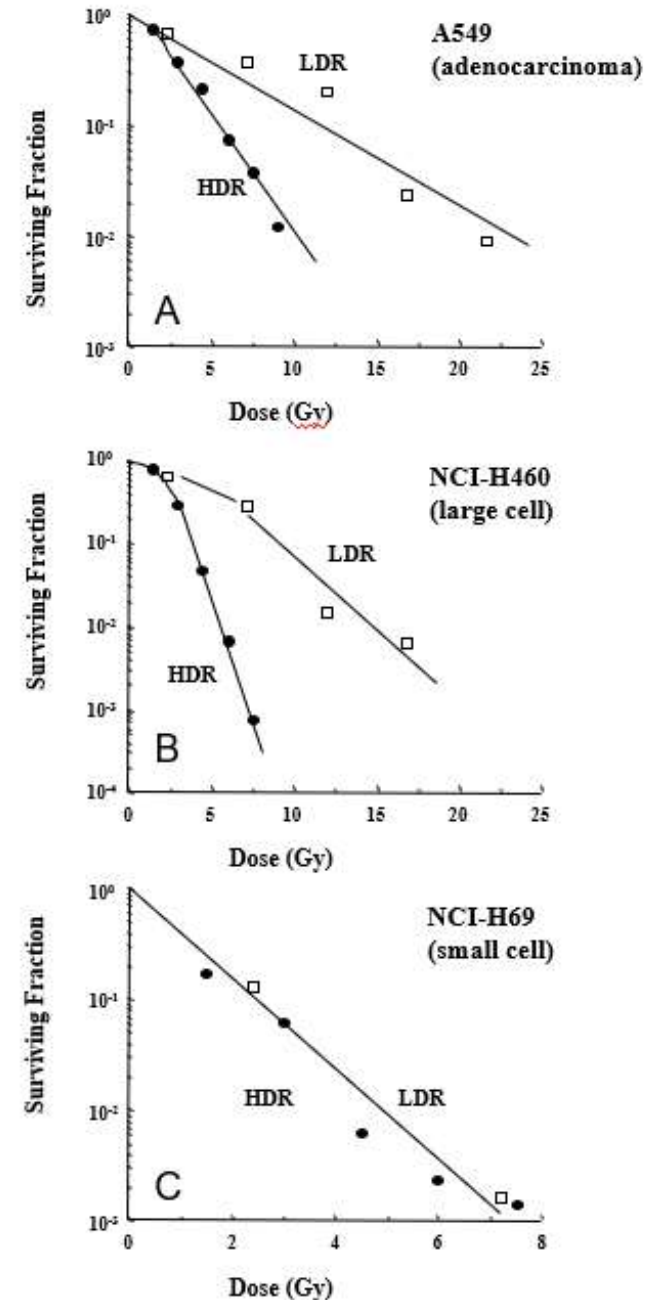 A549
(adenocarcinoma)
LDR
HDR
A
Surviving Fraction
10⁰
10⁻¹
10⁻²
10⁻³
0 5 10 15 20 25
Dose (Gy)
NCI-H460
(large cell)
LDR
HDR
B
Surviving Fraction
10⁰
10⁻¹
10⁻²
10⁻³
10⁻⁴
0 5 10 15 20 25
Dose (Gy)
NCI-H69
(small cell)
HDR LDR
C
Surviving Fraction
10⁰
10⁻¹
10⁻²
10⁻³
0 2 4 6 8
Dose (Gy)